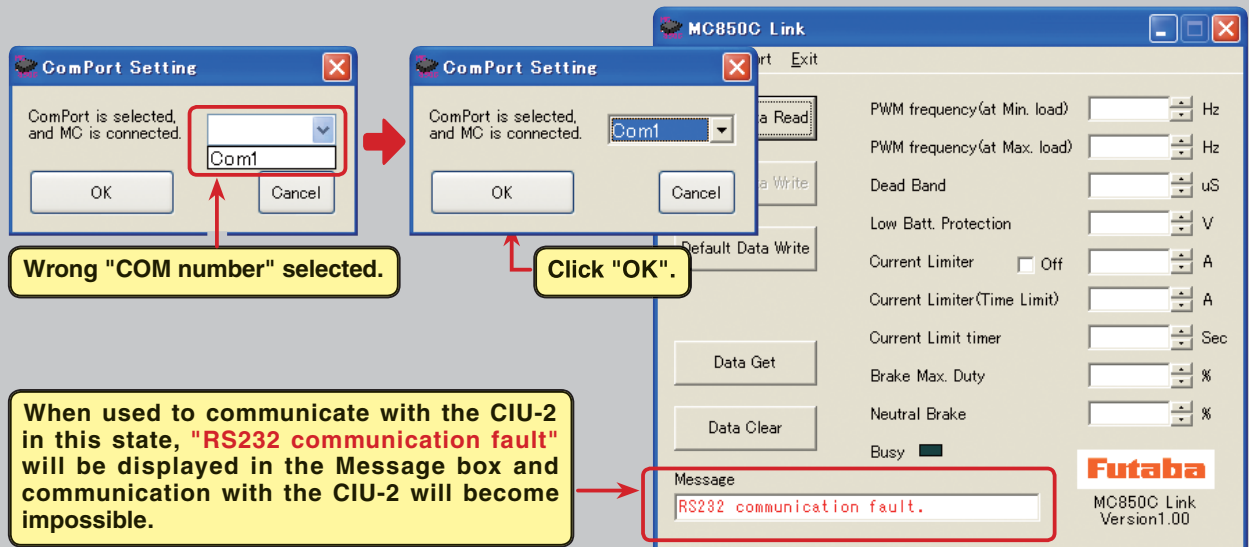 ComPort Setting
ComPort is selected,
and MC is connected.
Com1
OK
Cancel
Wrong "COM number" selected.
ComPort Setting
ComPort is selected,
and MC is connected.
Com1
OK
Cancel
Click "OK".
When used to communicate with the CIU-2
in this state, "RS232 communication fault"
will be displayed in the Message box and
communication with the CIU-2 will become
impossible.
MC850C Link
rt Exit
a Read
a Write
Default Data Write
Data Get
Data Clear
PWM frequency(at Min. load) Hz
PWM frequency(at Max. load) Hz
Dead Band uS
Low Batt. Protection V
Current Limiter Off A
Current Limiter(Time Limit) A
Current Limit timer Sec
Brake Max. Duty %
Neutral Brake %
Busy
Message
RS232 communication fault.
Futaba
MC850C Link
Version1.00